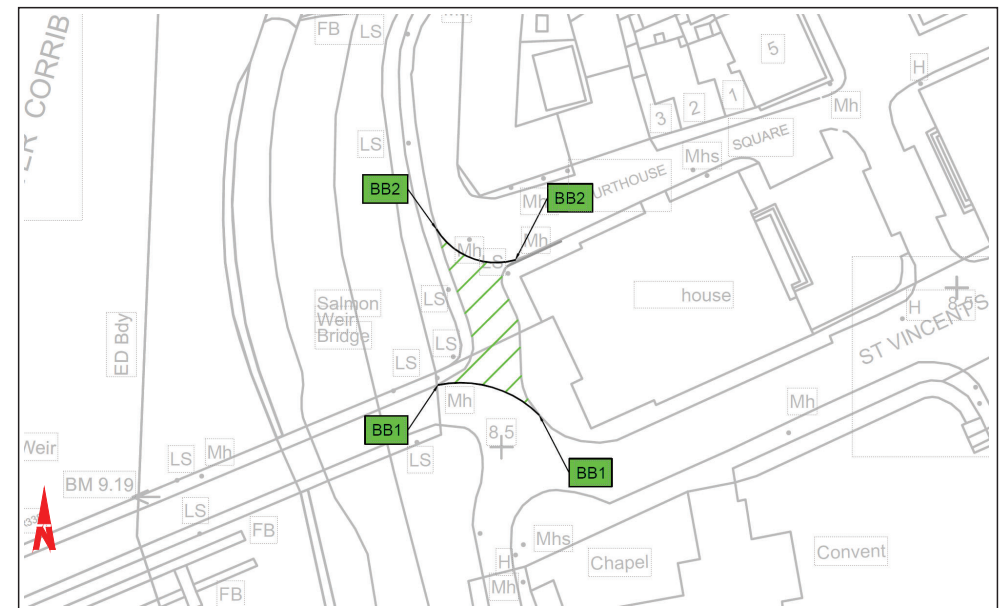 FB
LS
Mh
5
1
2
3
H
Mh
ER CORRIB
LS
SQUARE
Mhs
URTHOUSE
BB2
BB2
Mh
Mh
Mh
LS
LS
Salmon
Weir
Bridge
house
8.5
H
ST VINCENT'S
ED Bdy
LS
LS
Mh
Mh
BB1
8.5
BB1
Weir
LS
Mh
LS
BM 9.19
LS
N
FB
Mhs
H
Chapel
Convent
Mh
FB